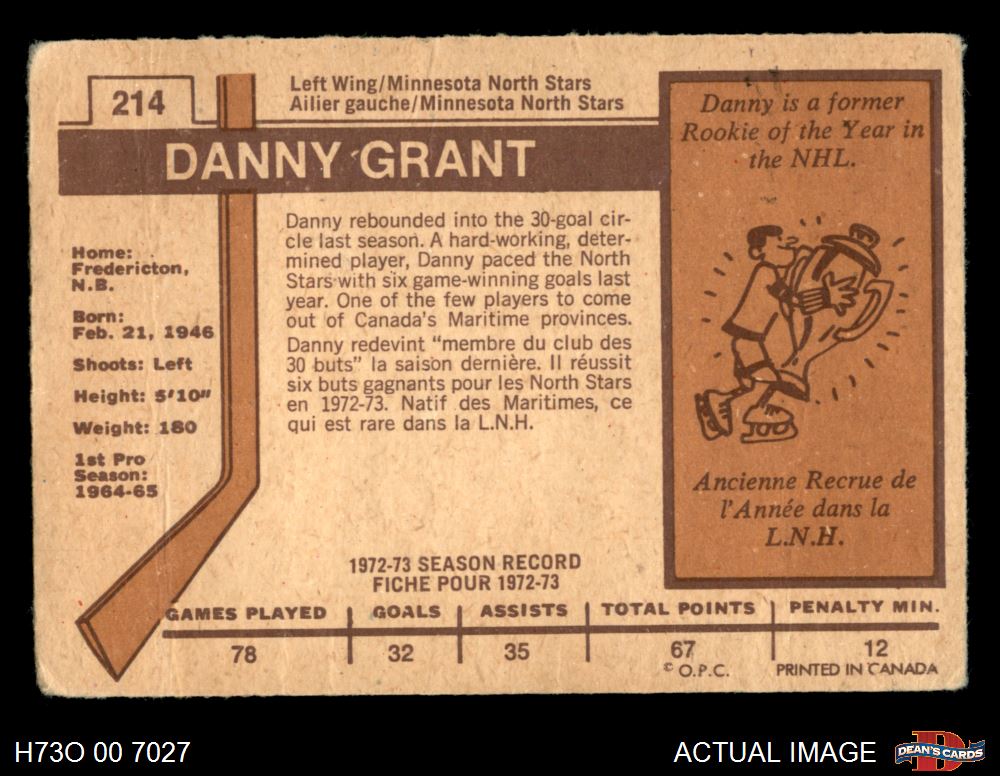 214
Left Wing/Minnesota North Stars
Ailier gauche/Minnesota North Stars
DANNY GRANT
Home:
Fredericton,
N.B.
Born:
Feb. 21, 1946
Shoots: Left
Height: 5'10"
Weight: 180
1st Pro
Season:
1964-65
Danny rebounded into the 30-goal cir-
cle last season. A hard-working, deter-
mined player, Danny paced the North
Stars with six game-winning goals last
year. One of the few players to come
out of Canada's Maritime provinces.
Danny redevint "membre du club des
30 buts" la saison dernière. Il réussit
six buts gagnants pour les North Stars
en 1972-73. Natif des Maritimes, ce
qui est rare dans la L.N.H.
Danny is a former
Rookie of the Year in
the NHL.
Ancienne Recrue de
l'Année dans la
L.N.H.
1972-73 SEASON RECORD
FICHE POUR 1972-73
GAMES PLAYED GOALS ASSISTS TOTAL POINTS PENALTY MIN.
78 32 35 67 12
© O.P.C. PRINTED IN CANADA
H73O 00 7027
ACTUAL IMAGE
DEAN'S CARDS